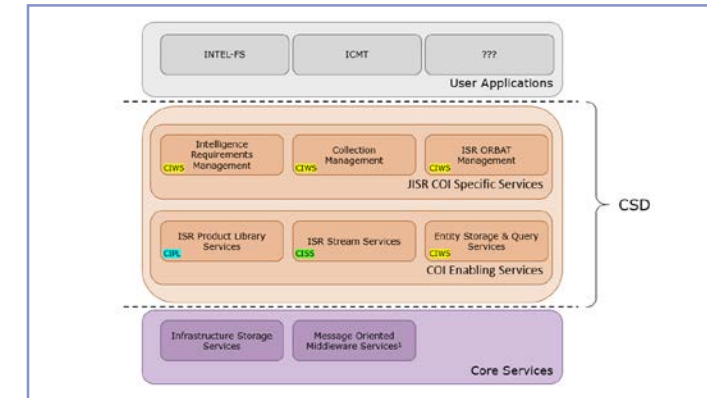 INTEL-FS
ICMT
???
User Applications
Intelligence
Requirements
Management
CIWS
Collection
Management
CIWS
ISR ORBAT
Management
CIWS
JISR COI Specific Services
ISR Product Library
Services
CIPL
ISR Stream Services
CISS
Entity Storage & Query
Services
CIWS
COI Enabling Services
CSD
Infrastructure Storage
Services
Message Oriented
Middleware Services¹
Core Services